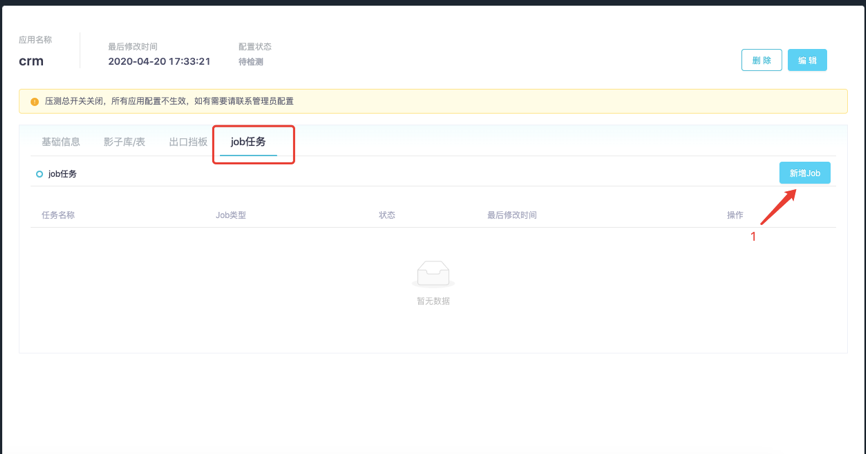 应用名称
crm
最后修改时间
2020-04-20 17:33:21
配置状态
待检测
删 除
编 辑
压测总开关关闭，所有应用配置不生效，如有需要请联系管理员配置
基础信息 影子库/表 出口挡板 job任务
job任务
新增Job
任务名称 Job类型 状态 最后修改时间 操作
1
暂无数据